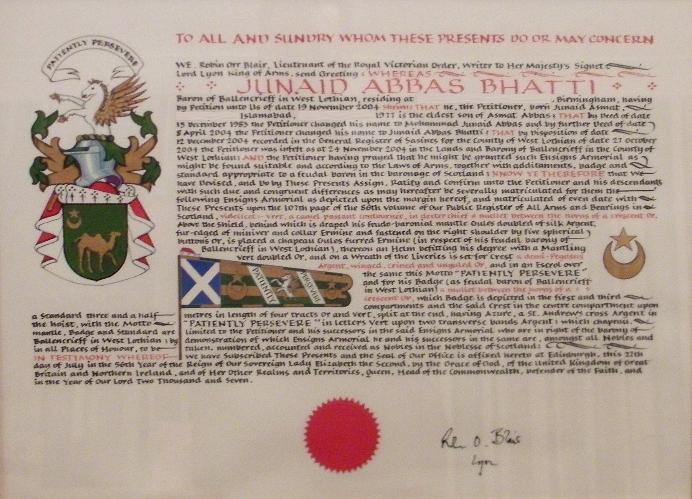 PATIENTLY PERSEVERE
TO ALL AND SUNDRY WHOM THESE PRESENTS DO OR MAY CONCERN
WE, Robin Orr Blair, Lieutenant of the Royal Victorian Order, Writer to Her Majesty's Signet
Lord Lyon King of Arms, send Greeting: WHEREAS
JUNAID ABBAS BHATTI
Baron of Ballencrieff in West Lothian, residing at , Birmingham, having
by Petition unto Us of date 19 November 2004 shewn: THAT he, the Petitioner, born Junaid Asmat,
Islamabad, 1977 is the eldest son of Asmat Abbas: THAT by Deed of date
15 December 1983 the Petitioner changed his name to Mohammad Junaid Abbas and by further Deed of date
8 April 2004 the Petitioner changed his name to Junaid Abbas Bhatti: THAT by Disposition of date
12 October 2004 recorded in the General Register of Sasines for the County of West Lothian of date 27 October
2004 the Petitioner was infeft as at 24 November 2004 in the Lands and Barony of Ballencrieff in the County of
West Lothian: AND the Petitioner having prayed that he might be granted such Ensigns Armorial as
might be found suitable and according to the Laws of Arms, together with additaments, badge and
standard appropriate to a feudal baron in the baronage of Scotland: KNOW YE THEREFORE that We
have Devised, and Do by These Presents Assign, Ratify and Confirm unto the Petitioner and his descendants
with such due and congruent differences as may hereafter be severally matriculated for them the
following Ensigns Armorial as depicted upon the margin hereof, and matriculated of even date with
These Presents upon the 107th page of the 86th Volume of Our Public Register of All Arms and Bearings in
Scotland, videlicet:- Vert, a camel passant contourné, in dexter chief a mullet between the horns of a crescent Or.
Above the Shield, behind which is draped his feudo-baronial mantle Gules doubled of silk Argent,
fur-edged of miniver and collar Ermine and fastened on the right shoulder by five spherical
buttons Or, is placed a chapeau Gules furred Ermine (in respect of his feudal barony of
Ballencrieff in West Lothian), thereon an Helm befitting his degree with a Mantling
Vert doubled Or, and on a Wreath of the Liveries is set for Crest a demi-Pegasus
Argent, winged, crined and unguled Or, and in an Escrol over
the same this Motto "PATIENTLY PERSEVERE"
and for his Badge (as feudal baron of Ballencrieff
in West Lothian) a mullet between the horns of a
crescent Or, which Badge is depicted in the first and third
PATIENTLY PERSEVERE
a Standard three and a half
the hoist, with the Motto
mantle, Badge and Standard are
Ballencrieff in West Lothian: by
in all Places of Honour, to be
IN TESTIMONY WHEREOF
compartments and the said Crest in the centre compartment upon
metres in length of four tracts Or and Vert, split at the end, having Azure, a St. Andrew's cross Argent in
"PATIENTLY PERSEVERE" in letters Vert upon two transverse bands Argent: which chapeau,
limited to the Petitioner and his successors in the said Ensigns Armorial who are in right of the barony of
demonstration of which Ensigns Armorial he and his successors in the same are, amongst all Nobles and
taken, numbered, accounted and received as Nobles in the Noblesse of Scotland:
We have Subscribed These Presents and the Seal of Our Office is affixed hereto at Edinburgh, this 22th
day of July in the 56th Year of the Reign of Our Sovereign Lady Elizabeth the Second, by the Grace of God, of the United Kingdom of Great
Britain and Northern Ireland, and of Her Other Realms and Territories, Queen, Head of the Commonwealth, Defender of the Faith, and
in the Year of Our Lord Two Thousand and Seven.
Robin O. Blair
Lyon